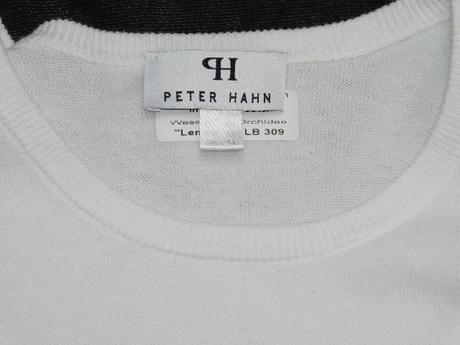 PH
PETER HAHN
Wass Orchidee
"Len LB 309